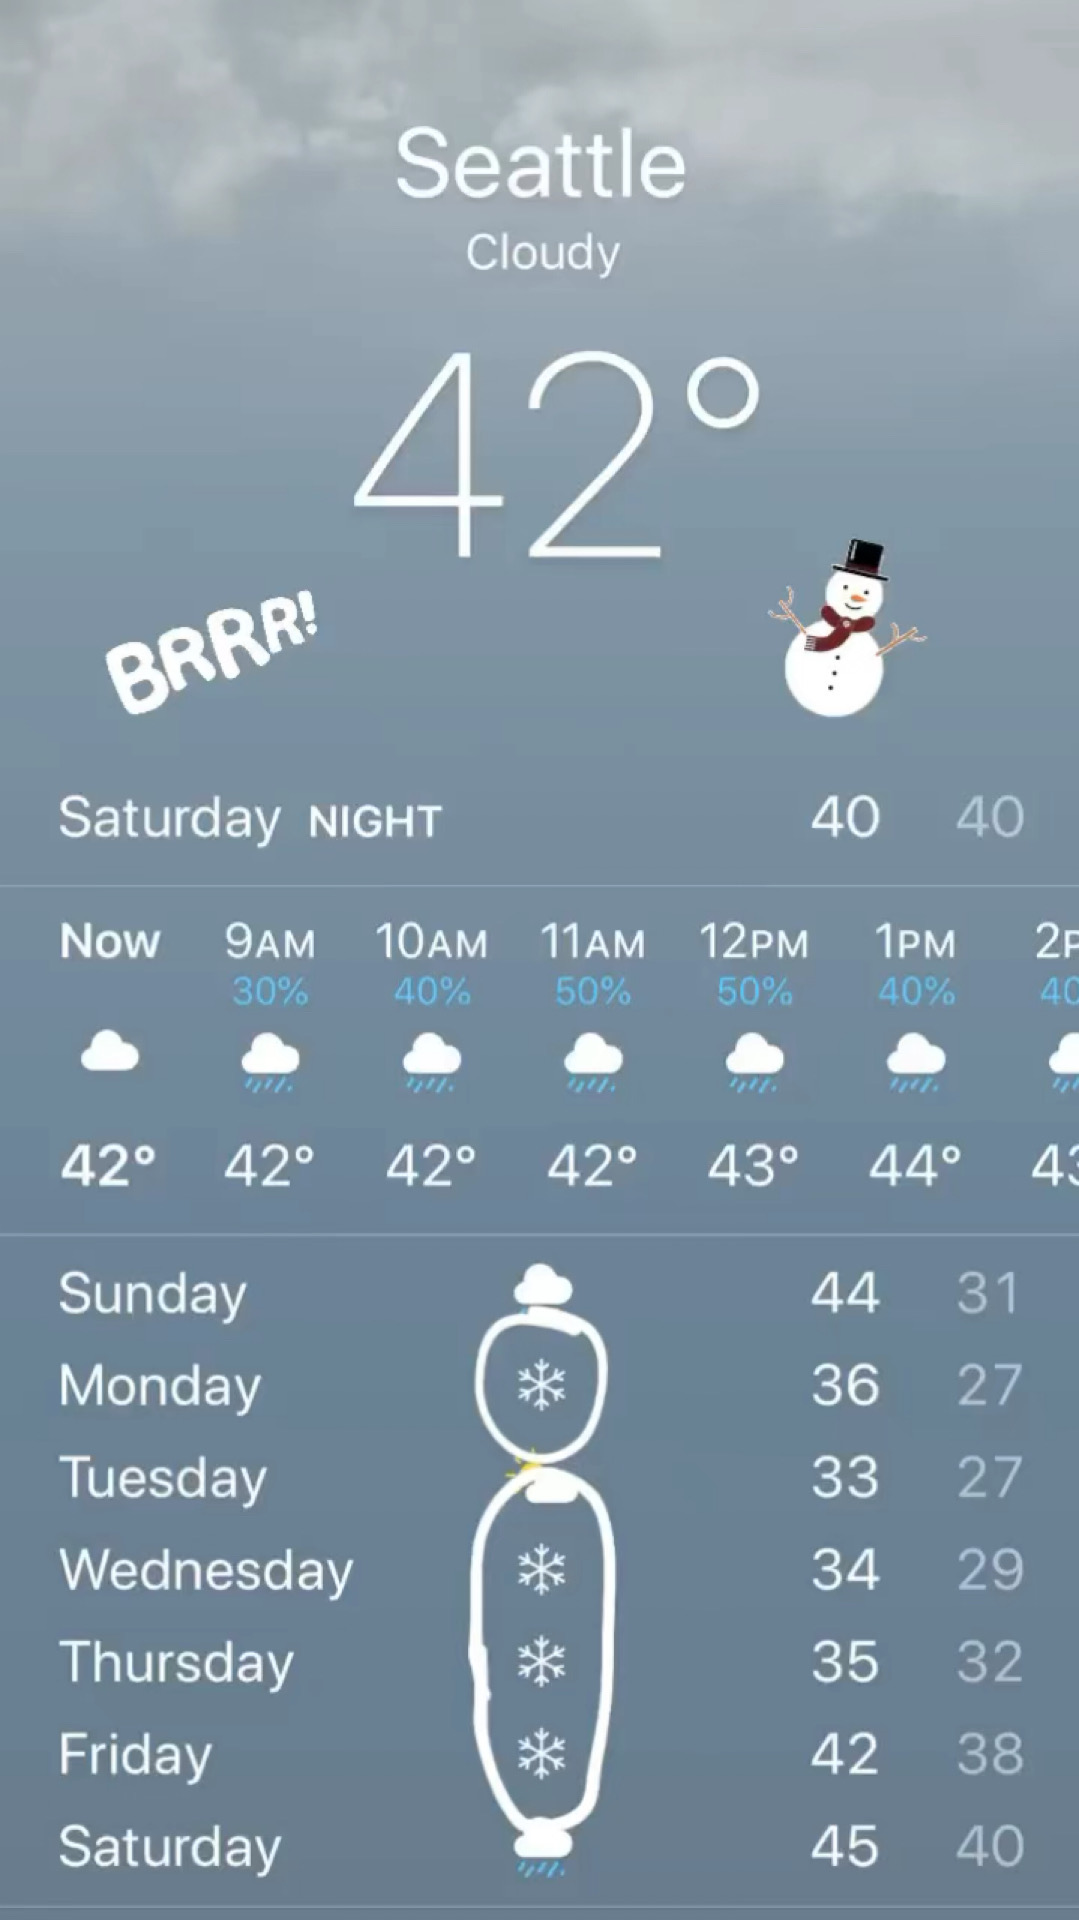 Seattle
Cloudy
42°
BRRR!
Saturday NIGHT 40 40
Now 9AM 10AM 11AM 12PM 1PM
30% 40% 50% 50% 40% 40
42° 42° 42° 42° 43° 44° 43
Sunday 44 31
Monday 36 27
Tuesday 33 27
Wednesday 34 29
Thursday 35 32
Friday 42 38
Saturday 45 40